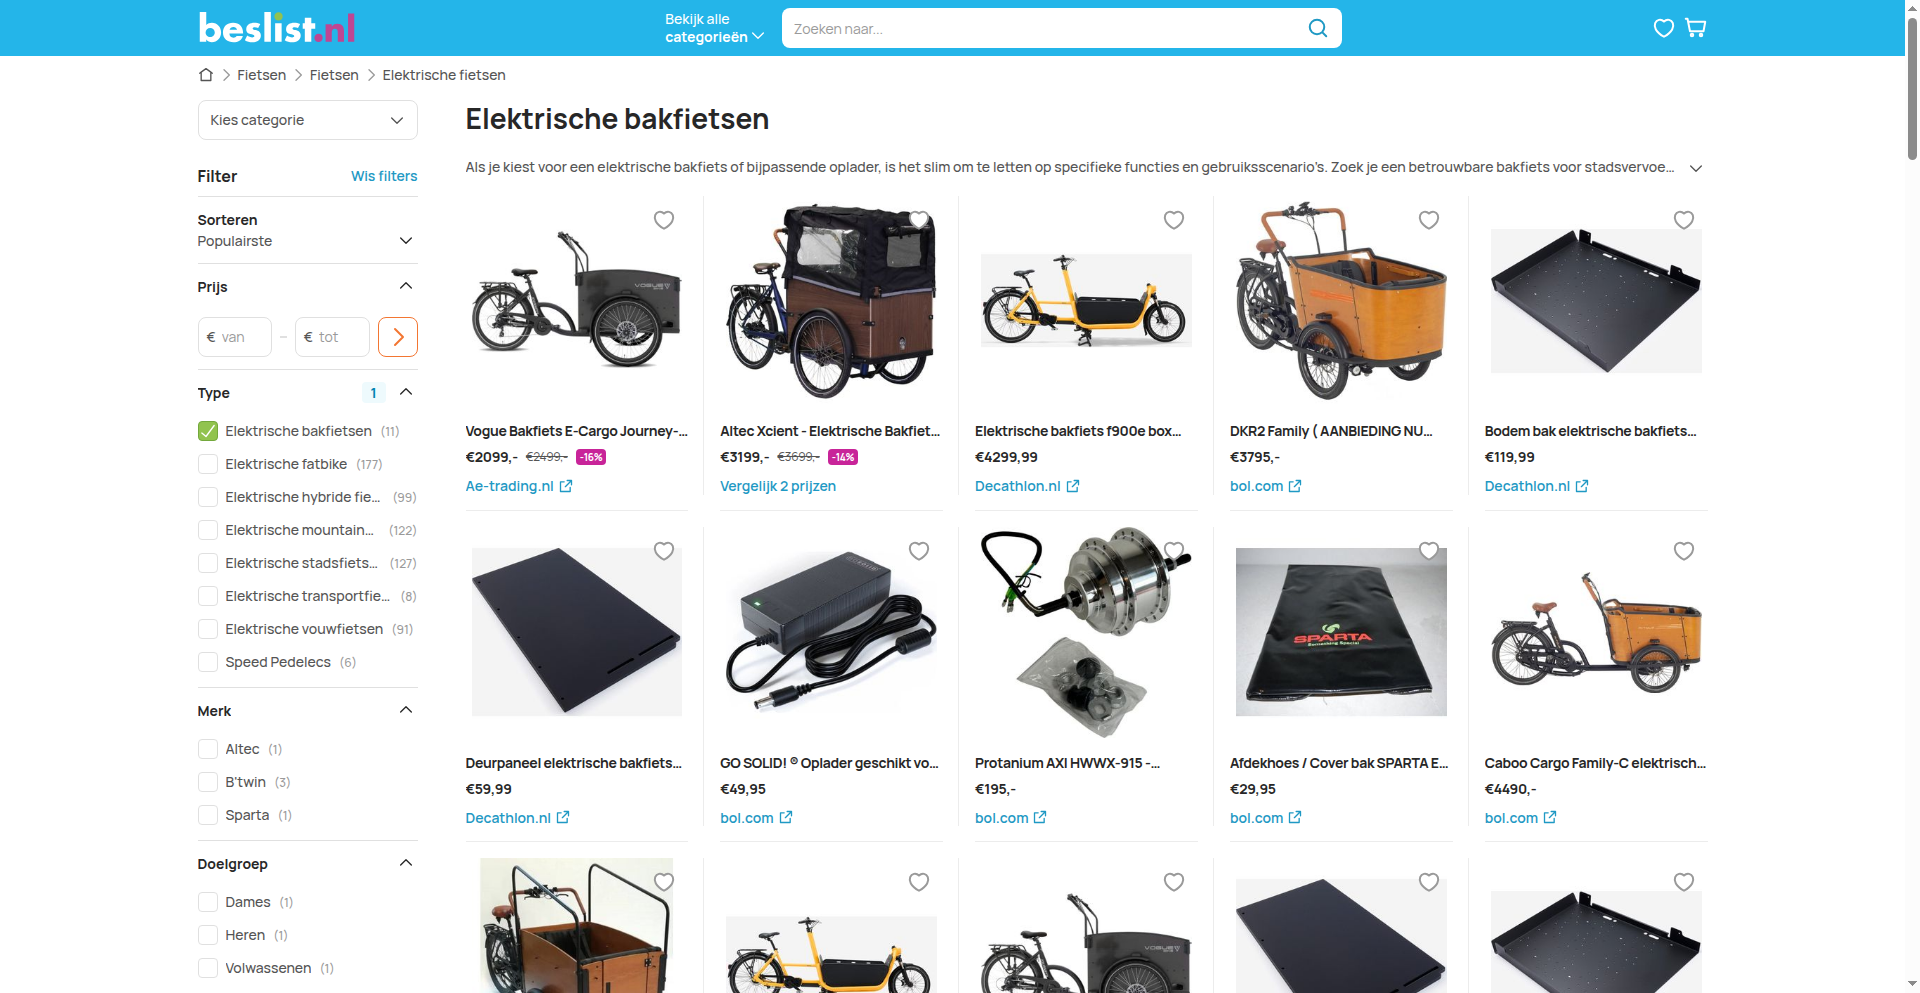 beslist.nl
Bekijk alle
categorieën
Zoeken naar...
Fietsen
Fietsen
Elektrische fietsen
Kies categorie
Filter
Wis filters
Sorteren
Populairste
Prijs
€ van
–
€ tot
Type
1
Elektrische bakfietsen (11)
Elektrische fatbike (177)
Elektrische hybride fie... (99)
Elektrische mountain... (122)
Elektrische stadsfiets... (127)
Elektrische transportfie... (8)
Elektrische vouwfietsen (91)
Speed Pedelecs (6)
Merk
Altec (1)
B'twin (3)
Sparta (1)
Doelgroep
Dames (1)
Heren (1)
Volwassenen (1)
Elektrische bakfietsen
Als je kiest voor een elektrische bakfiets of bijpassende oplader, is het slim om te letten op specifieke functies en gebruiksscenario's. Zoek je een betrouwbare bakfiets voor stadsvervoe...
VOGUE
Vogue Bakfiets E-Cargo Journey-...
€2099,- €2499,- -16%
Ae-trading.nl
Altec Xcient - Elektrische Bakfiet...
€3199,- €3699,- -14%
Vergelijk 2 prijzen
Elektrische bakfiets f900e box...
€4299,99
Decathlon.nl
DKR2 Family ( AANBIEDING NU...
€3795,-
bol.com
Bodem bak elektrische bakfiets...
€119,99
Decathlon.nl
Deurpaneel elektrische bakfiets...
€59,99
Decathlon.nl
GO SOLID! ® Oplader geschikt vo...
€49,95
bol.com
Protanium AXI HWWX-915 -...
€195,-
bol.com
SPARTA
Afdekhoes / Cover bak SPARTA E...
€29,95
bol.com
Caboo Cargo Family-C elektrisch...
€4490,-
bol.com
VOGUE